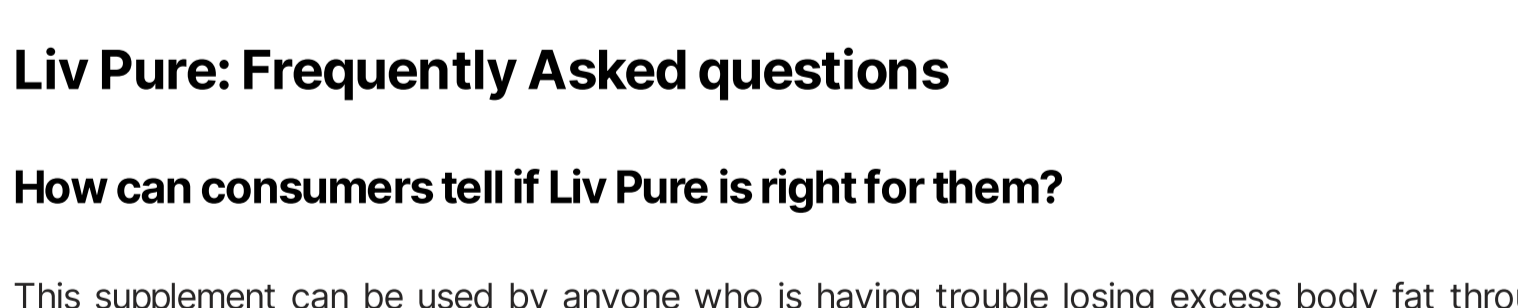 Liv Pure: Frequently Asked questions
How can consumers tell if Liv Pure is right for them?
This supplement can be used by anyone who is having trouble losing excess body fat